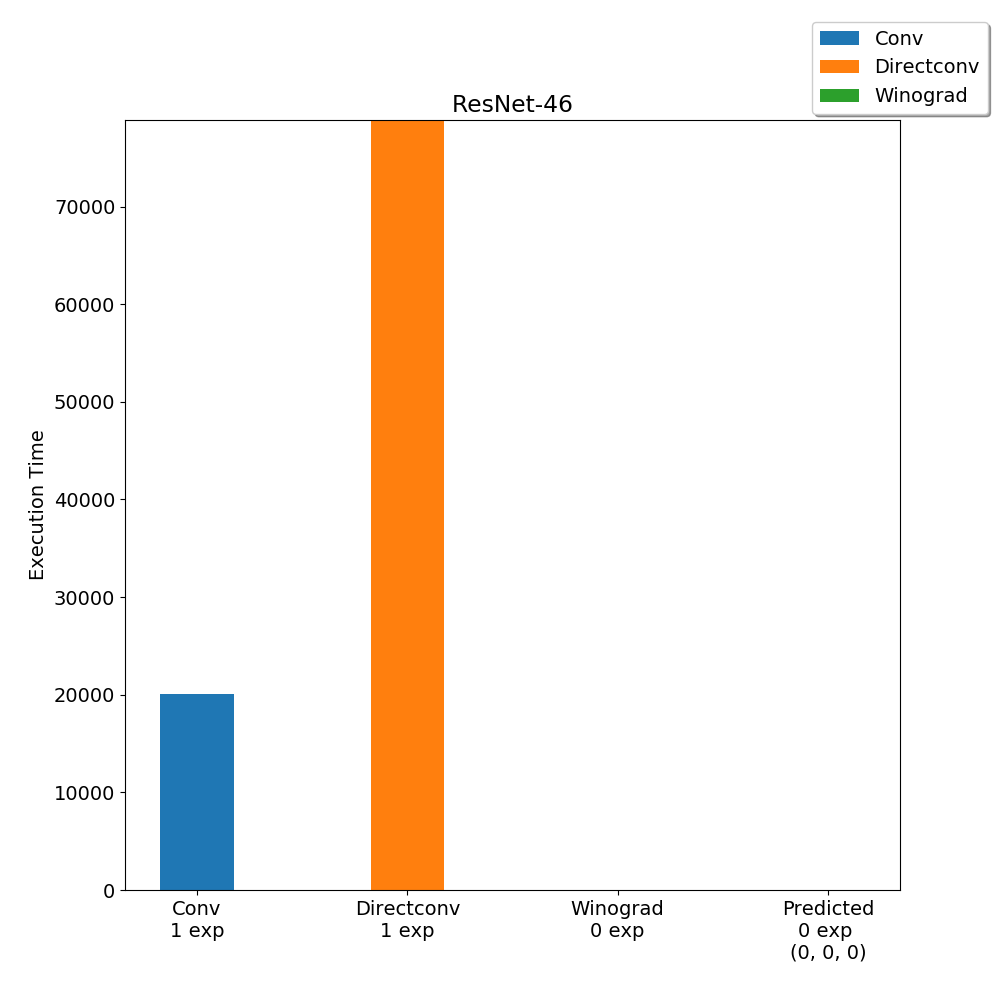 Conv
Directconv
Winograd
ResNet-46
70000
60000
50000
40000
30000
20000
10000
0
Execution Time
Conv
1 exp
Directconv
1 exp
Winograd
0 exp
Predicted
0 exp
(0, 0, 0)